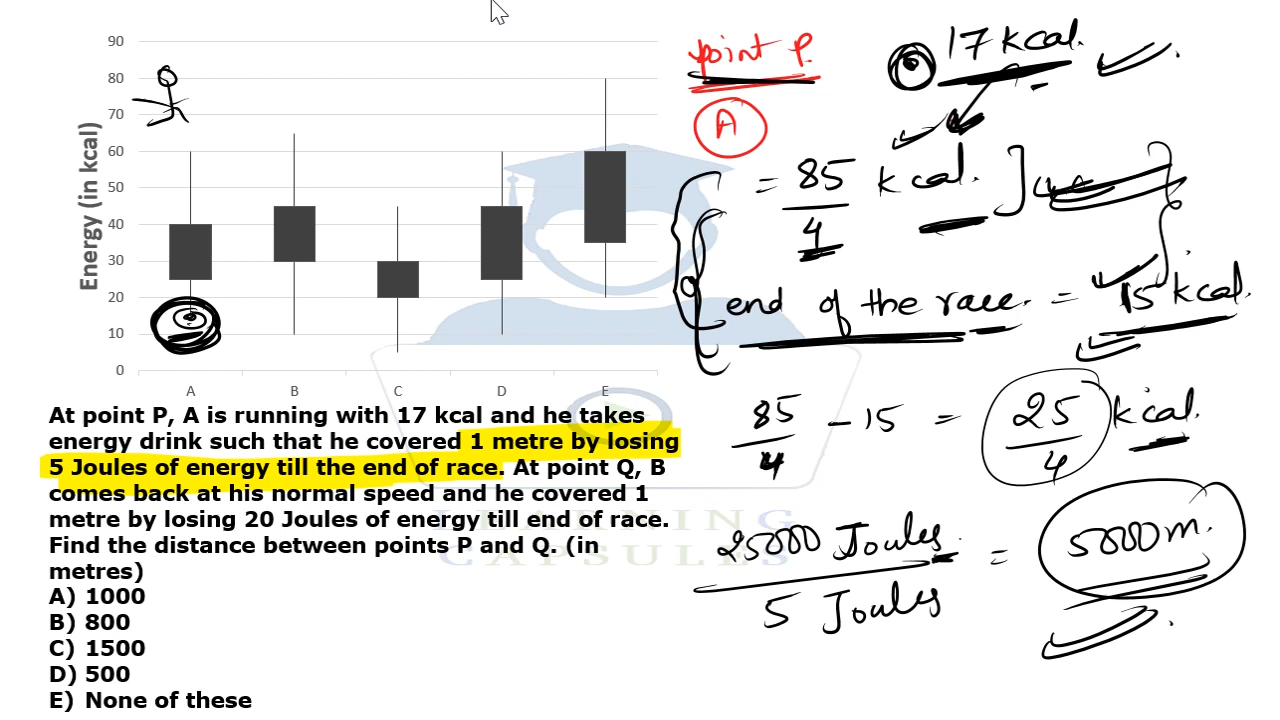 90
80
70
60
50
40
30
20
10
0
Energy (in kcal)
A
B
C
D
E
At point P, A is running with 17 kcal and he takes
energy drink such that he covered 1 metre by losing
5 Joules of energy till the end of race. At point Q, B
comes back at his normal speed and he covered 1
metre by losing 20 Joules of energy till end of race.
Find the distance between points P and Q. (in
metres)
A) 1000
B) 800
C) 1500
D) 500
E) None of these
point P.
A
17 kcal.
= 85/4 kcal.
end of the race. = 15 kcal.
85/4 - 15 = 25/4 kcal.
25000 Joules / 5 Joules = 5000m.
LEARNING
CAPSULES